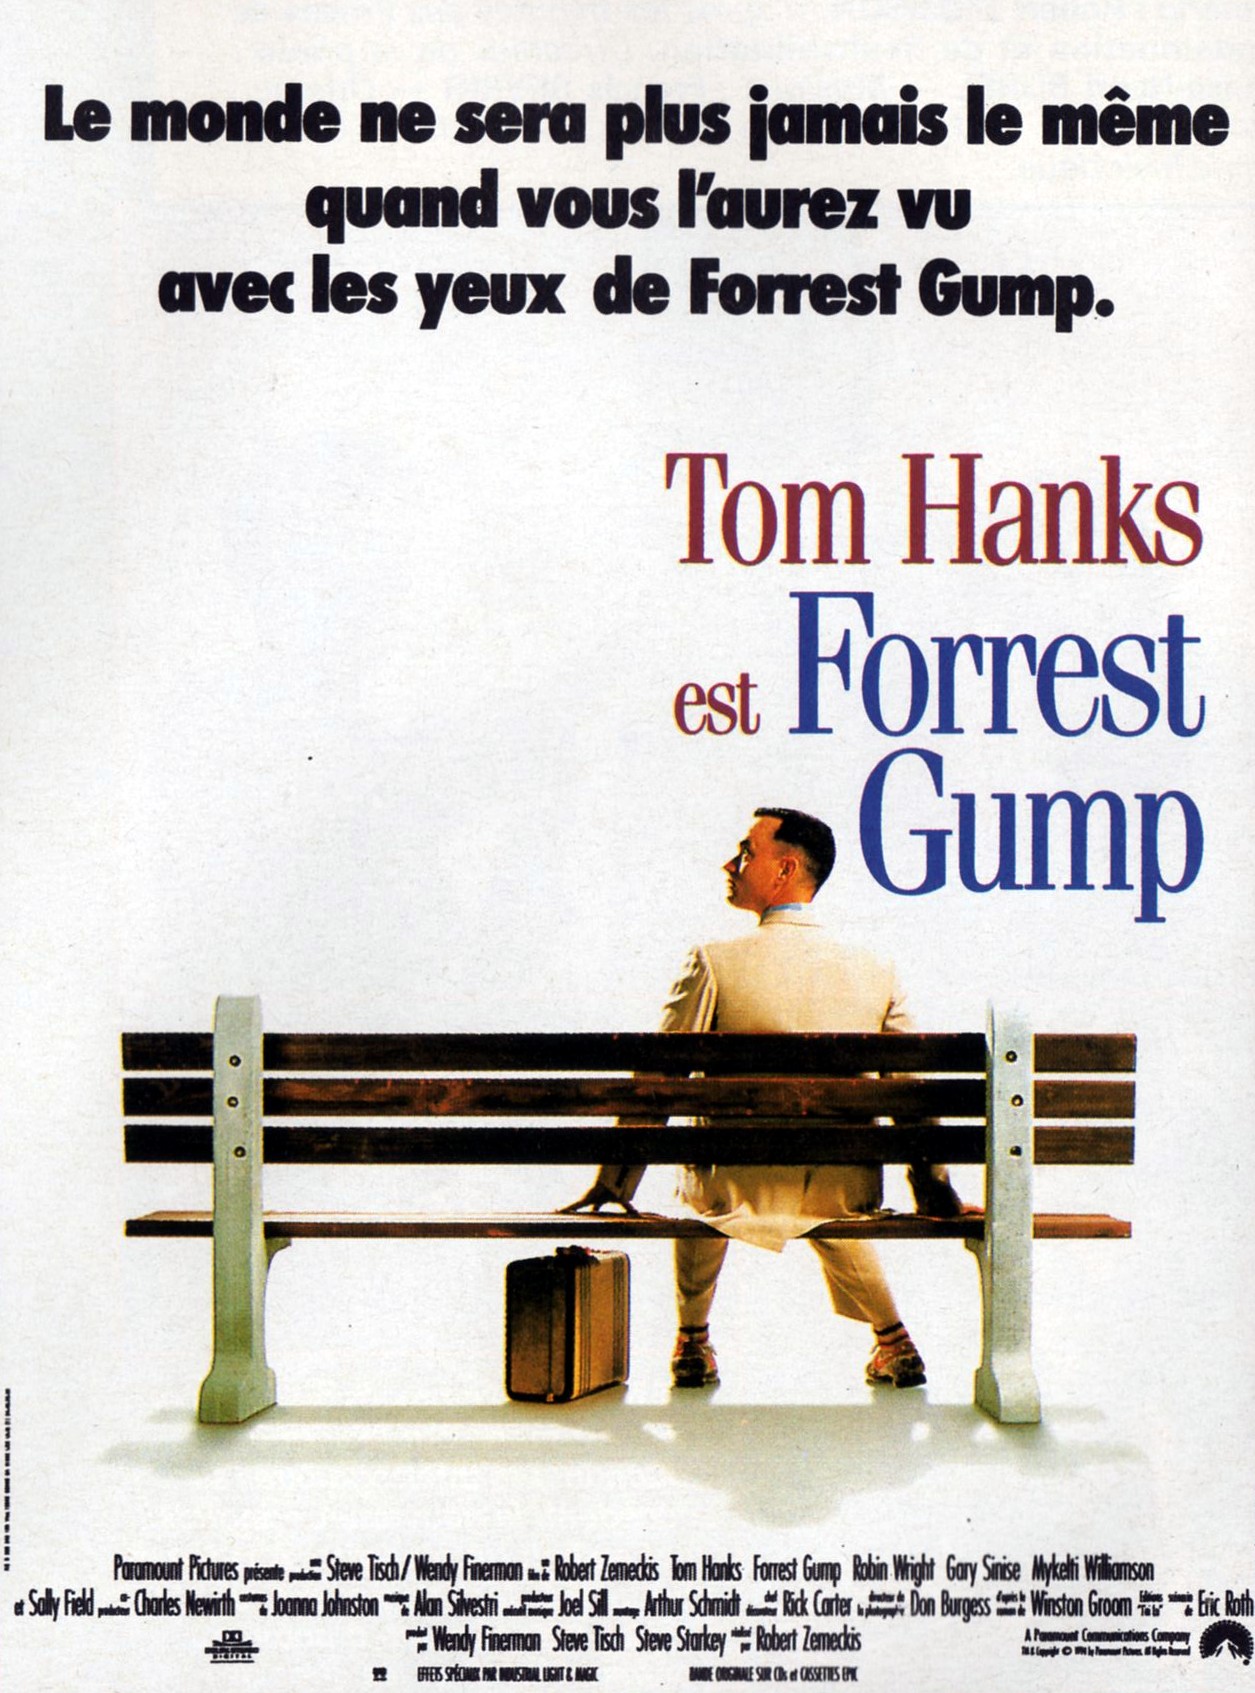 Le monde ne sera plus jamais le même
quand vous l'aurez vu
avec les yeux de Forrest Gump.
Tom Hanks
est Forrest
Gump
Paramount Pictures présente Steve Tisch / Wendy Finerman Robert Zemeckis Tom Hanks Forrest Gump Robin Wright Gary Sinise Mykelti Williamson
et Sally Field Charles Newirth Joanna Johnston Alan Silvestri Joel Sill Arthur Schmidt Rick Carter Don Burgess Winston Groom Eric Roth
Wendy Finerman Steve Tisch Steve Starkey Robert Zemeckis
A Paramount Communications Company
DIGITAL
EFFETS SPÉCIAUX PAR INDUSTRIAL LIGHT & MAGIC BANDE ORIGINALE SUR CDs et CASSETTES EPIC